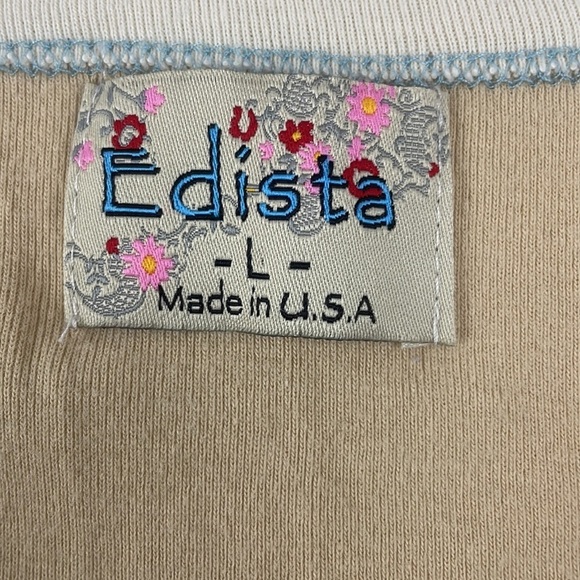 Edista
- L -
Made in U.S.A